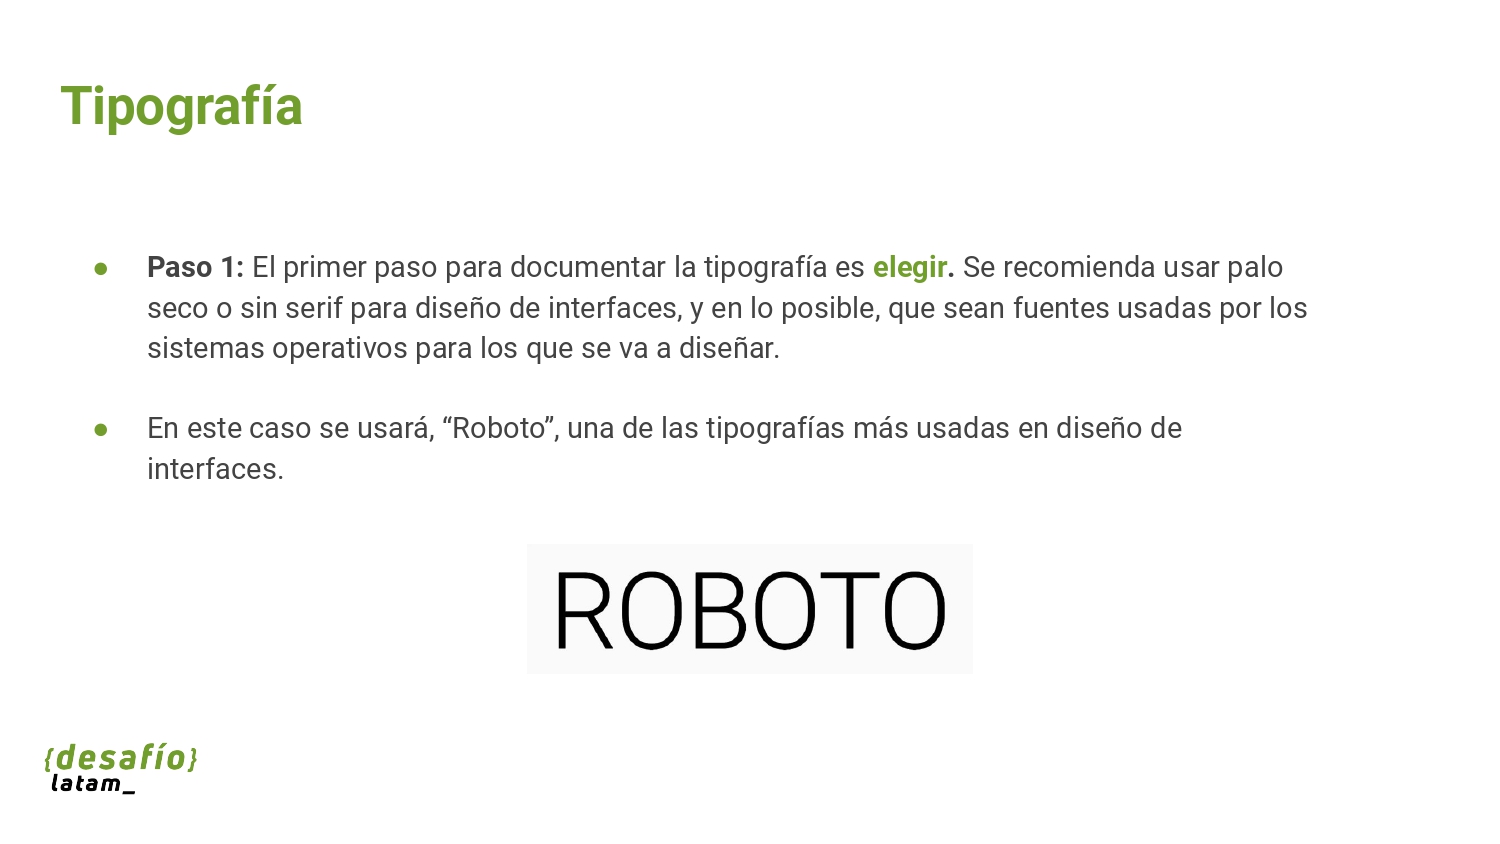 Tipografía
● Paso 1: El primer paso para documentar la tipografía es elegir. Se recomienda usar palo
seco o sin serif para diseño de interfaces, y en lo posible, que sean fuentes usadas por los
sistemas operativos para los que se va a diseñar.
● En este caso se usará, “Roboto”, una de las tipografías más usadas en diseño de
interfaces.
ROBOTO
{desafío}
latam_